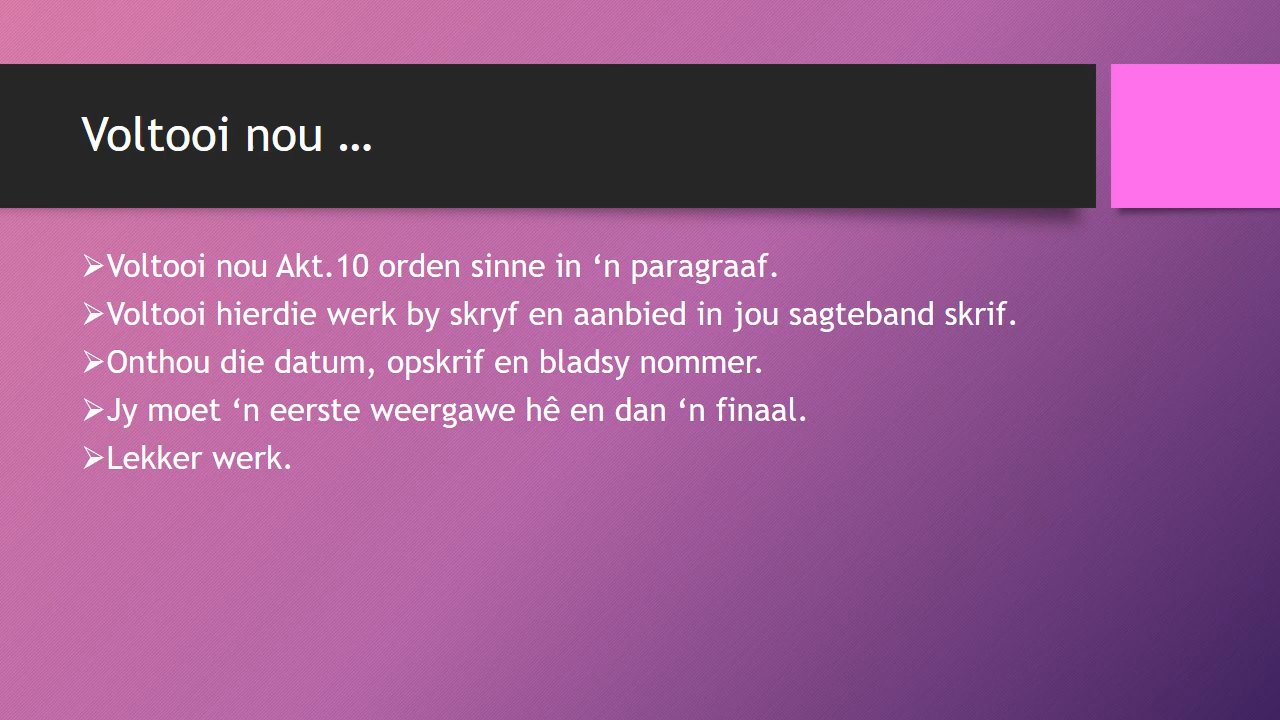 Voltooi nou …
➢Voltooi nou Akt.10 orden sinne in ‘n paragraaf.
➢Voltooi hierdie werk by skryf en aanbied in jou sagteband skrif.
➢Onthou die datum, opskrif en bladsy nommer.
➢Jy moet ‘n eerste weergawe hê en dan ‘n finaal.
➢Lekker werk.